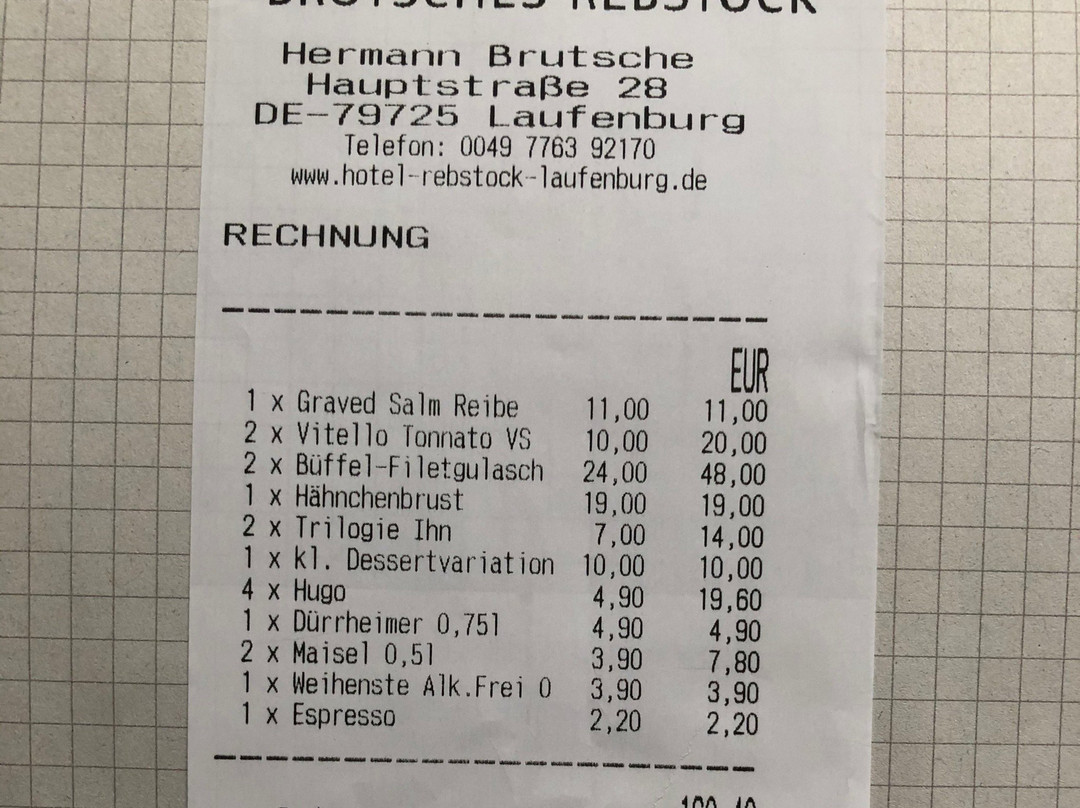 BRUTSCHES REBSTOCK
Hermann Brutsche
Hauptstraße 28
DE-79725 Laufenburg
Telefon: 0049 7763 92170
www.hotel-rebstock-laufenburg.de
RECHNUNG
EUR
1 x Graved Salm Reibe 11,00 11,00
2 x Vitello Tonnato VS 10,00 20,00
2 x Büffel-Filetgulasch 24,00 48,00
1 x Hähnchenbrust 19,00 19,00
2 x Trilogie Ihn 7,00 14,00
1 x kl. Dessertvariation 10,00 10,00
4 x Hugo 4,90 19,60
1 x Dürrheimer 0,75l 4,90 4,90
2 x Maisel 0,5l 3,90 7,80
1 x Weihenste Alk.Frei 0 3,90 3,90
1 x Espresso 2,20 2,20